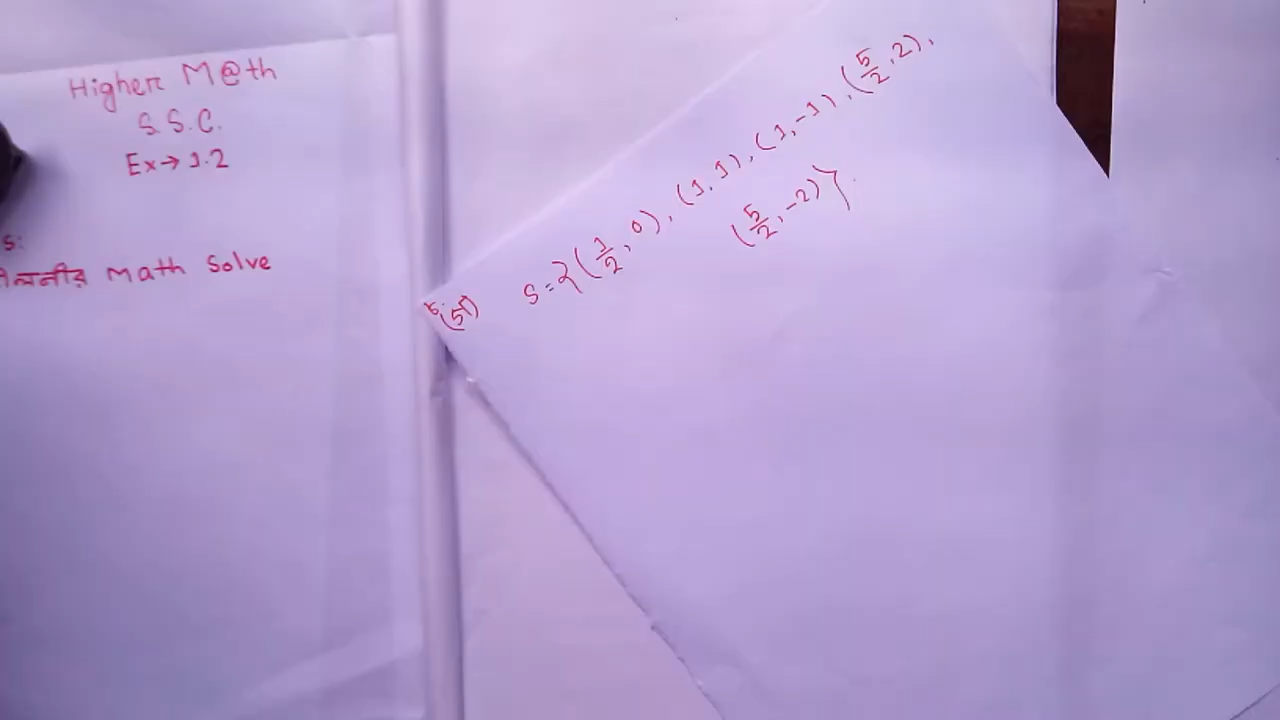 Higher M@th
S.S.C.
Ex→1.2
s:
Math Solve
(গ) S={(1/2, 0), (1, 1), (1, -1), (5/2, 2),
(5/2, -2)}.